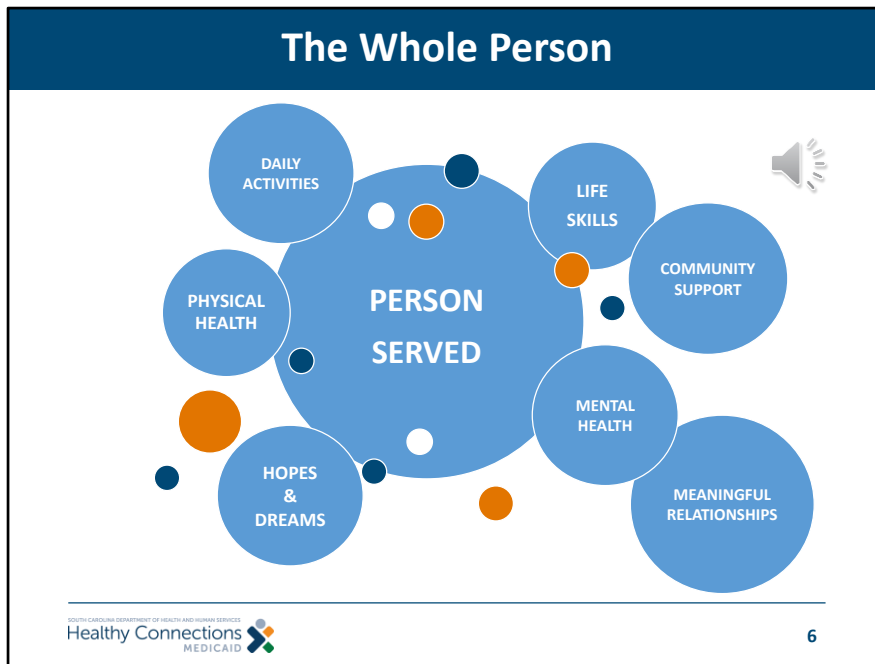 The Whole Person
DAILY
ACTIVITIES
LIFE
SKILLS
COMMUNITY
SUPPORT
PHYSICAL
HEALTH
PERSON
SERVED
MENTAL
HEALTH
HOPES
&
DREAMS
MEANINGFUL
RELATIONSHIPS
SOUTH CAROLINA DEPARTMENT OF HEALTH AND HUMAN SERVICES
Healthy Connections
MEDICAID
6